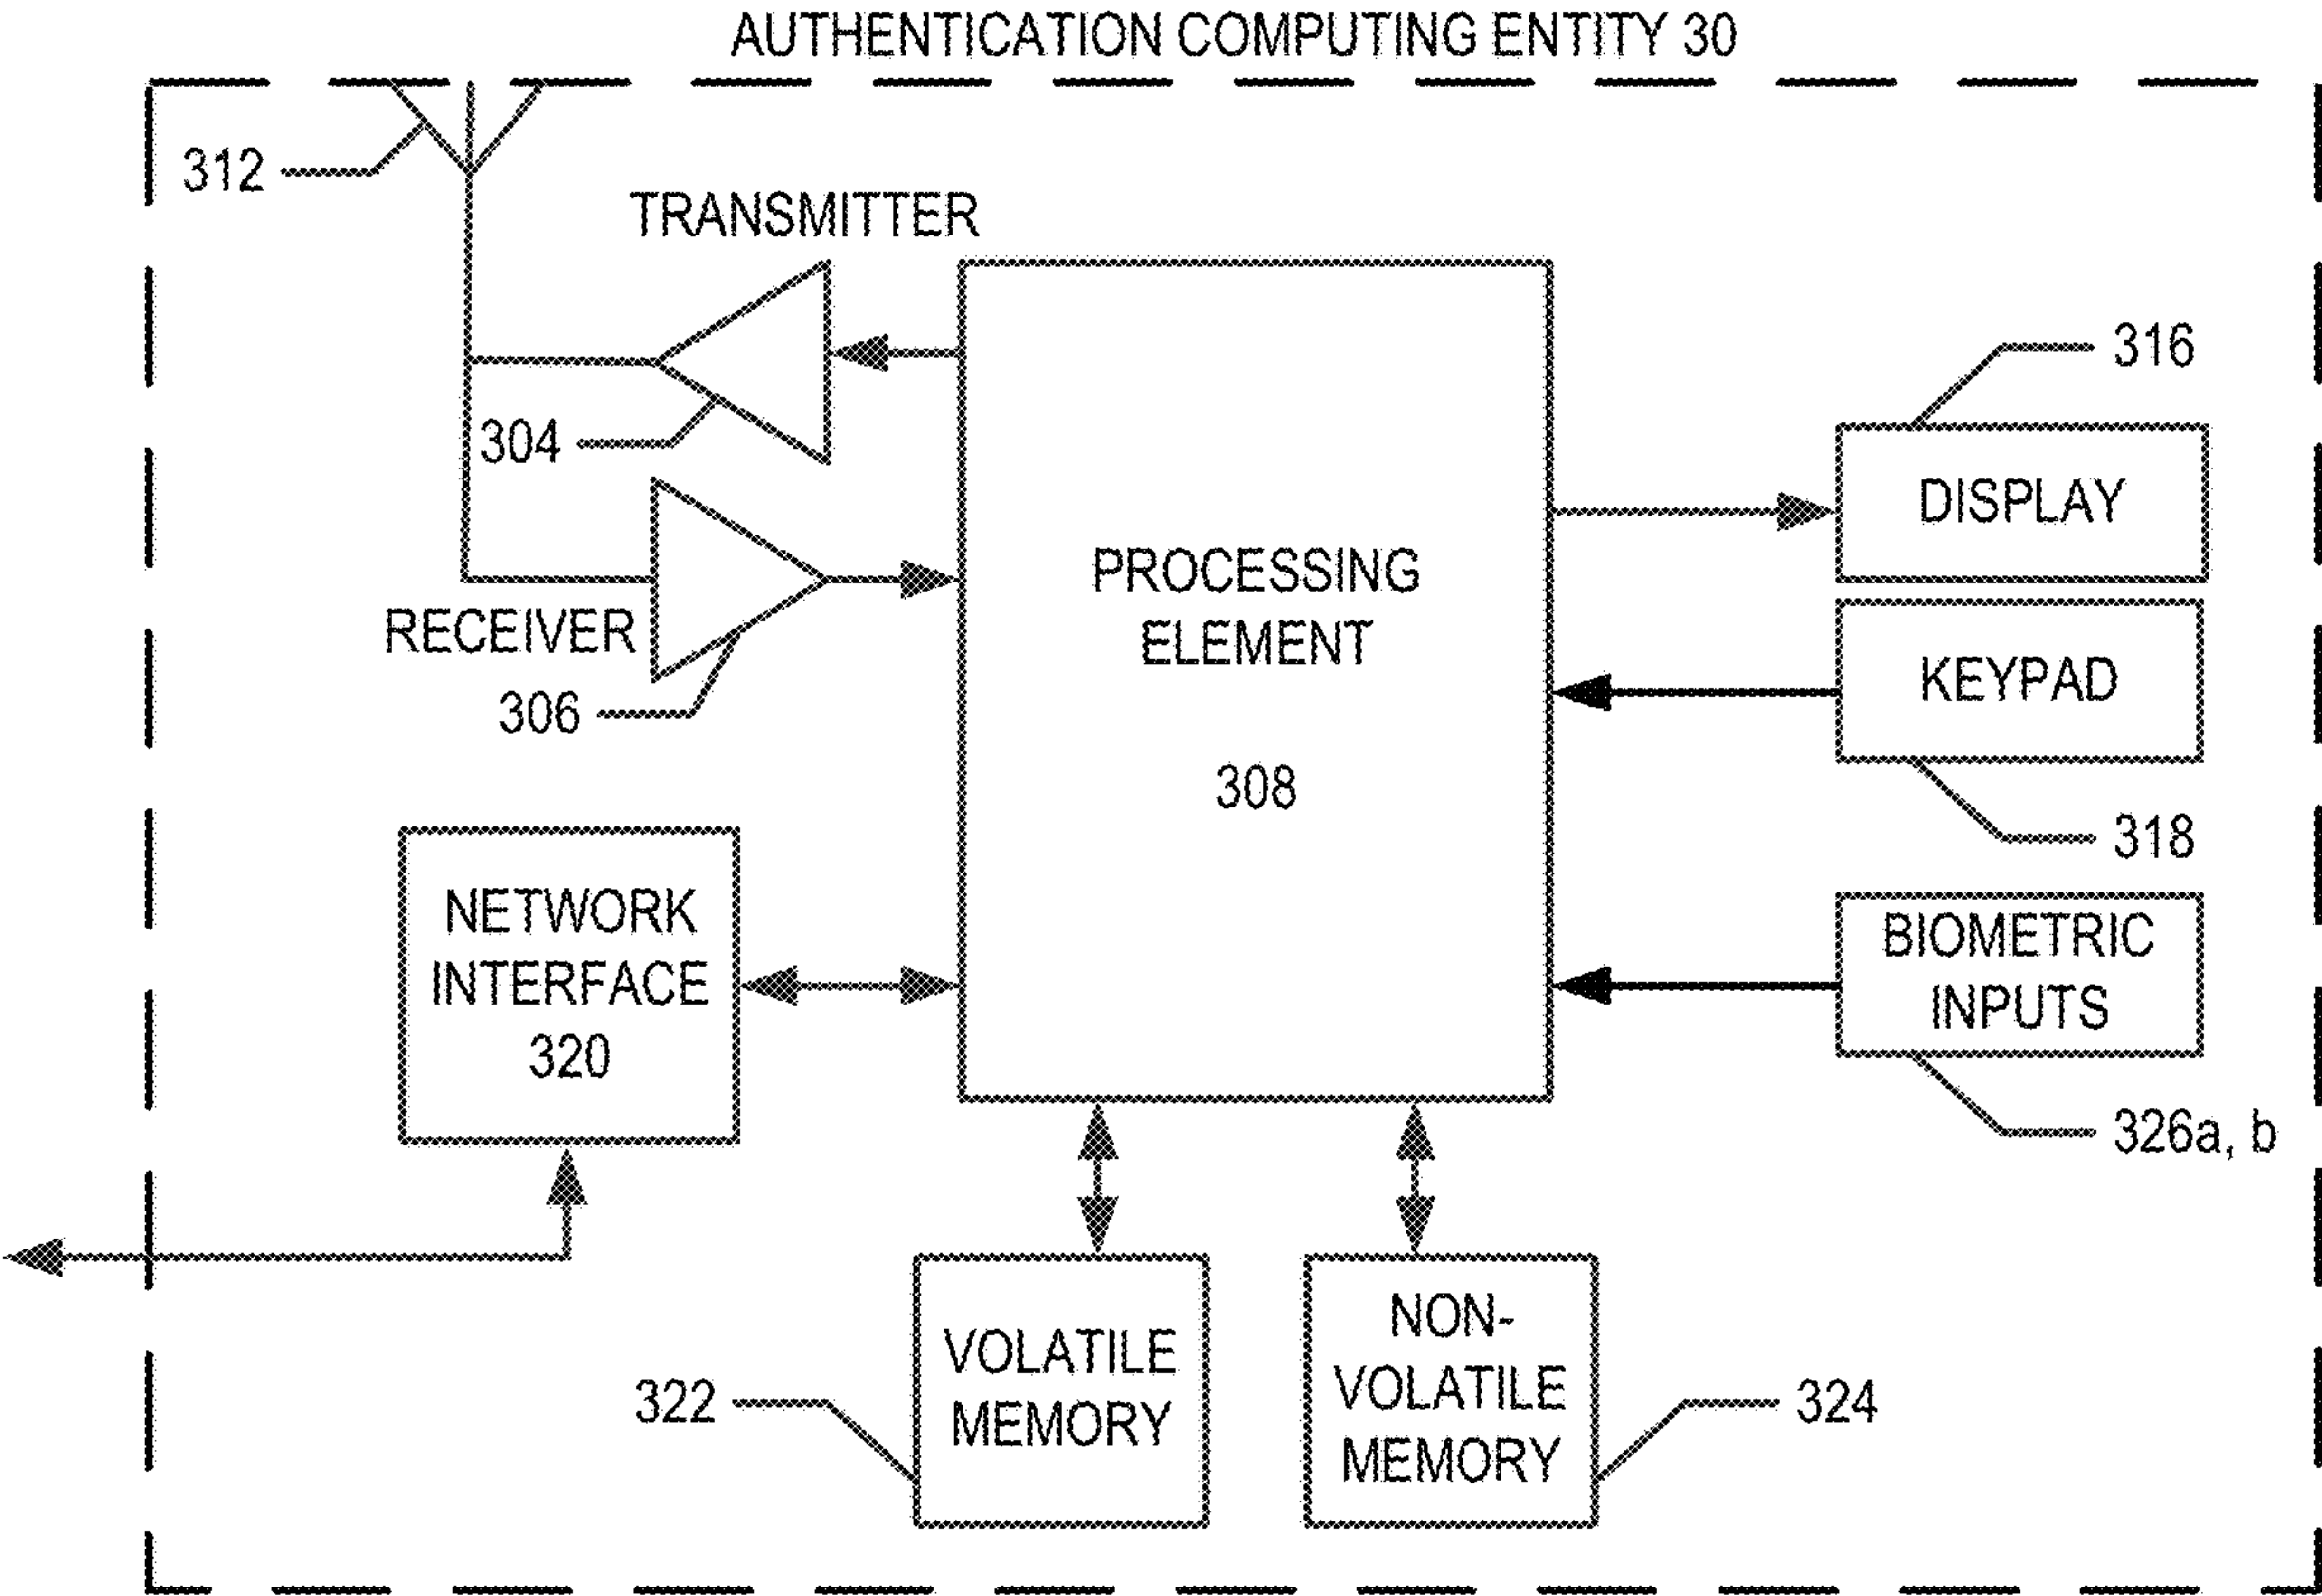 AUTHENTICATION COMPUTING ENTITY 30
312
TRANSMITTER
304
RECEIVER
306
PROCESSING
ELEMENT
308
316
DISPLAY
KEYPAD
318
BIOMETRIC
INPUTS
326a, b
NETWORK
INTERFACE
320
VOLATILE
MEMORY
322
NON-
VOLATILE
MEMORY
324